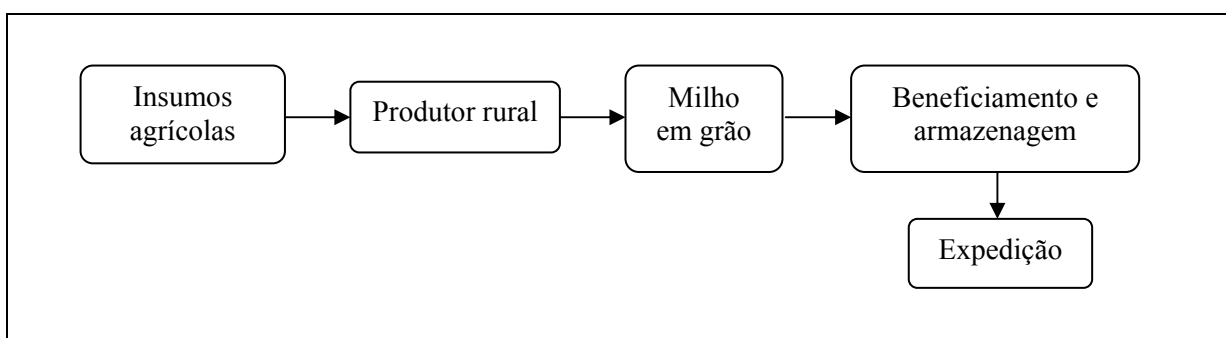 Insumos
agrícolas
Produtor rural
Milho
em grão
Beneficiamento e
armazenagem
Expedição